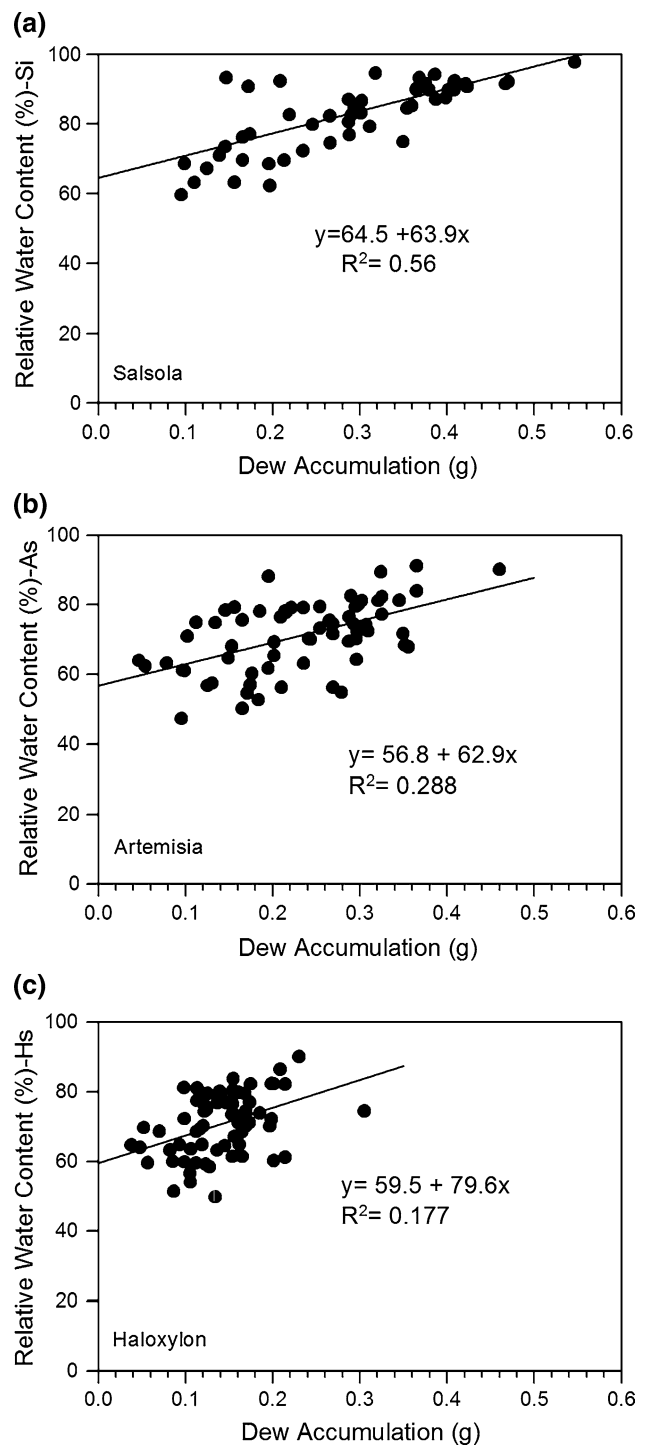 (a)
Relative Water Content (%)-Si
100
80
60
40
20
0
y=64.5 +63.9x
R²= 0.56
Salsola
0.0 0.1 0.2 0.3 0.4 0.5 0.6
Dew Accumulation (g)
(b)
Relative Water Content (%)-As
100
80
60
40
20
0
y= 56.8 + 62.9x
R²= 0.288
Artemisia
0.0 0.1 0.2 0.3 0.4 0.5 0.6
Dew Accumulation (g)
(c)
Relative Water Content (%)-Hs
100
80
60
40
20
0
y= 59.5 + 79.6x
R²= 0.177
Haloxylon
0.0 0.1 0.2 0.3 0.4 0.5 0.6
Dew Accumulation (g)